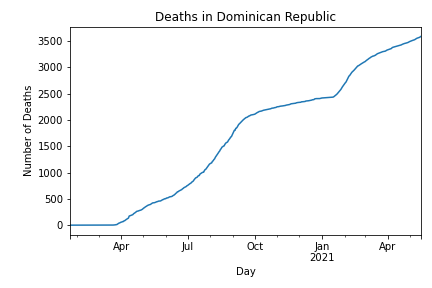 Deaths in Dominican Republic
Number of Deaths
3500
3000
2500
2000
1500
1000
500
0
Apr
Jul
Oct
Jan
2021
Apr
Day